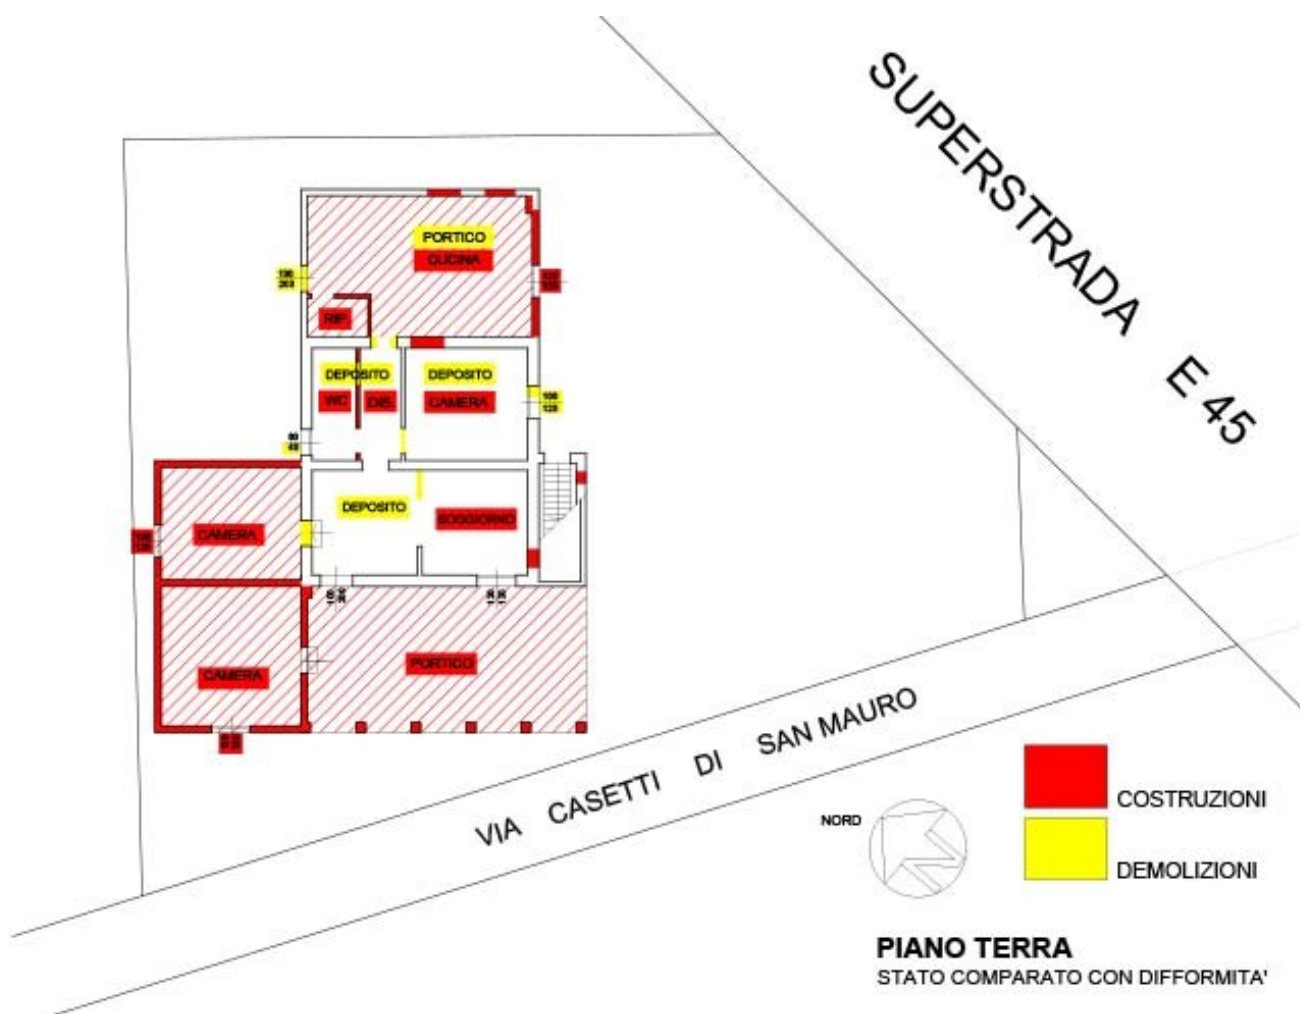 SUPERSTRADA E 45
PORTICO
CUCINA
RIP.
DEPOSITO
DEPOSITO
WC
DIS.
CAMERA
DEPOSITO
SOGGIORNO
CAMERA
CAMERA
PORTICO
VIA CASETTI DI SAN MAURO
NORD
COSTRUZIONI
DEMOLIZIONI
PIANO TERRA
STATO COMPARATO CON DIFFORMITA'